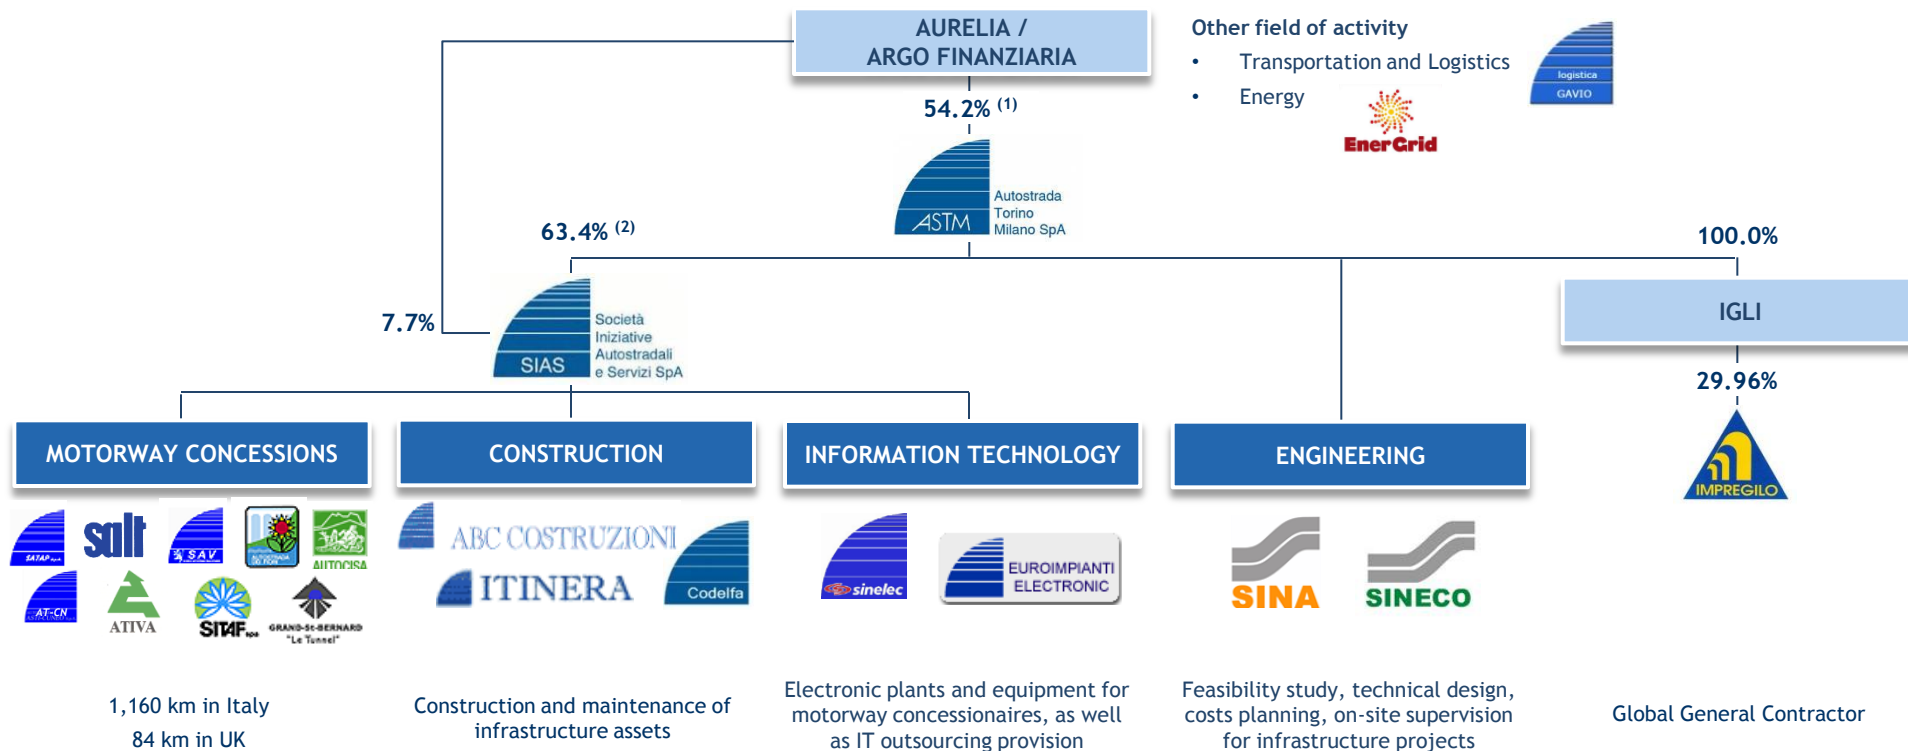 AURELIA /
ARGO FINANZIARIA
Other field of activity
• Transportation and Logistics
• Energy
logistica
GAVIO
EnerGrid
54.2% (1)
ASTM
Autostrada
Torino
Milano SpA
63.4% (2)
100.0%
7.7%
SIAS
Società
Iniziative
Autostradali
e Servizi SpA
IGLI
29.96%
MOTORWAY CONCESSIONS
CONSTRUCTION
INFORMATION TECHNOLOGY
ENGINEERING
IMPREGILO
SATAP
salt
SAV
AUTOCISA
AT-CN
ATIVA
SITAF spa
GRAND-St-BERNARD
"Le Tunnel"
ABC COSTRUZIONI
ITINERA
Codelfa
sinelec
EUROIMPIANTI
ELECTRONIC
SINA
SINECO
1,160 km in Italy
84 km in UK
Construction and maintenance of
infrastructure assets
Electronic plants and equipment for
motorway concessionaires, as well
as IT outsourcing provision
Feasibility study, technical design,
costs planning, on-site supervision
for infrastructure projects
Global General Contractor